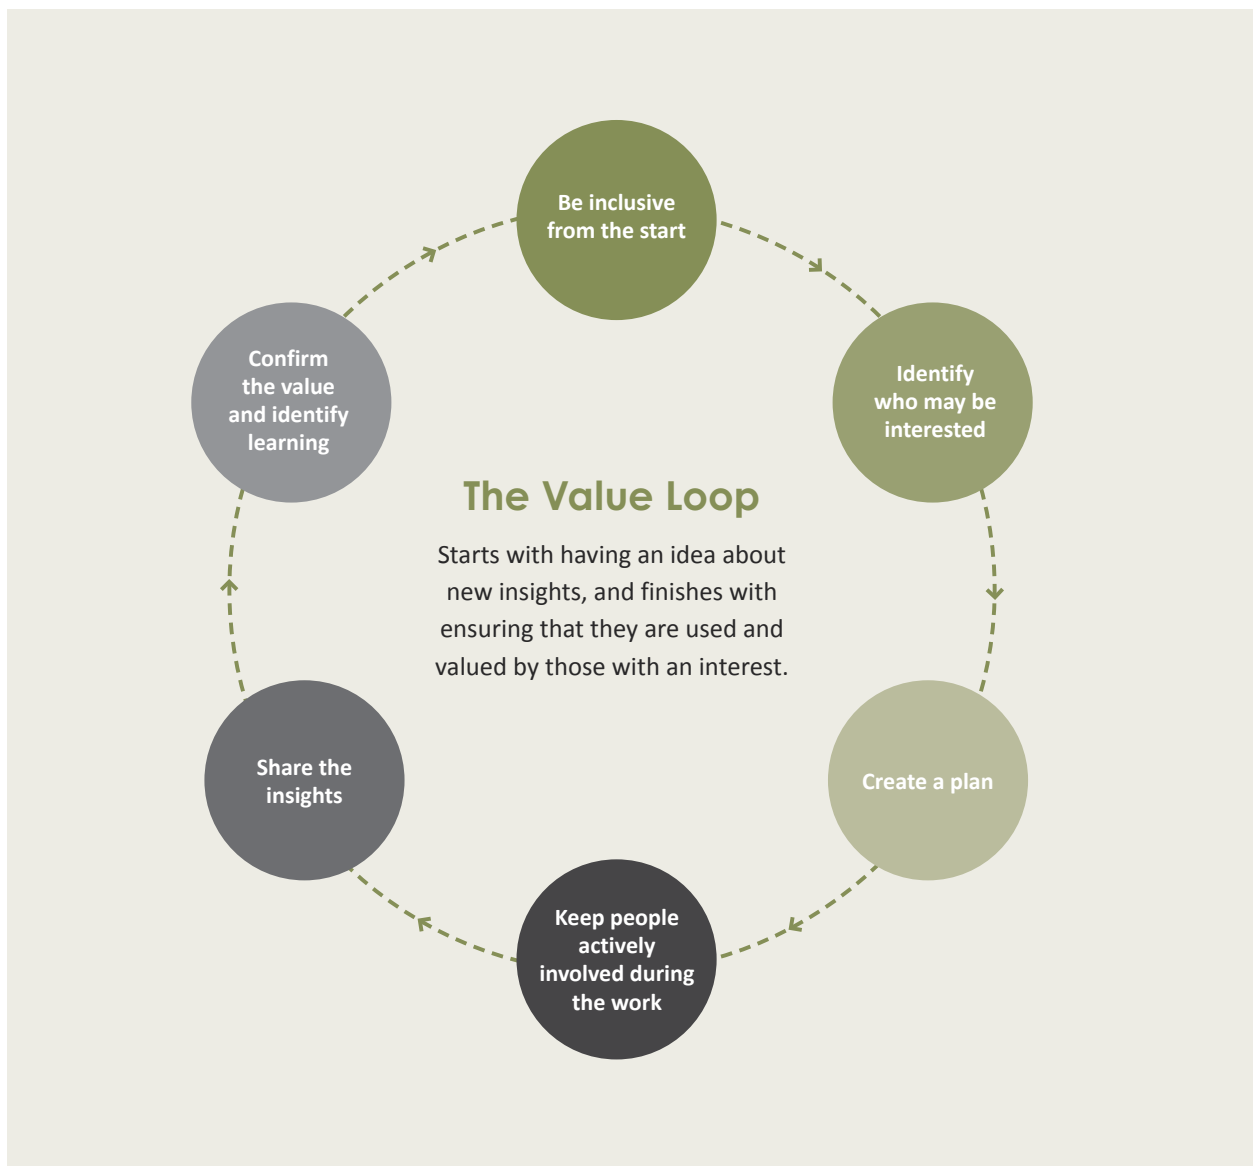 Be inclusive
from the start
Identify
who may be
interested
Create a plan
Keep people
actively
involved during
the work
Share the
insights
Confirm
the value
and identify
learning
The Value Loop
Starts with having an idea about
new insights, and finishes with
ensuring that they are used and
valued by those with an interest.